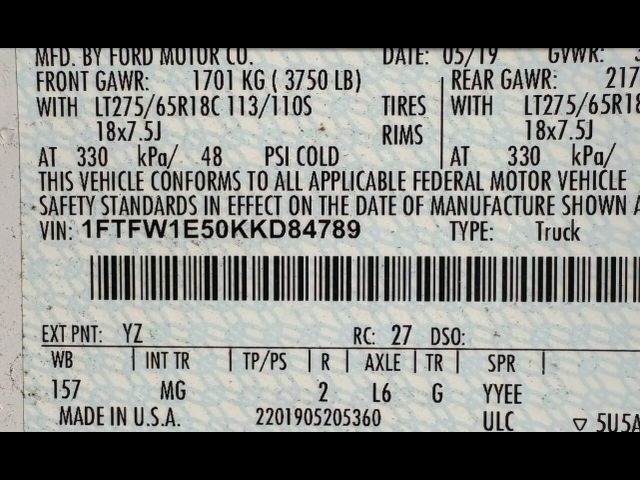 MFD. BY FORD MOTOR CO. DATE: 05/19 GVWR:
FRONT GAWR: 1701 KG ( 3750 LB) REAR GAWR: 217
WITH LT275/65R18C 113/110S TIRES WITH LT275/65R18
18x7.5J RIMS 18x7.5J
AT 330 kPa/ 48 PSI COLD AT 330 kPa/
THIS VEHICLE CONFORMS TO ALL APPLICABLE FEDERAL MOTOR VEHICLE
SAFETY STANDARDS IN EFFECT ON THE DATE OF MANUFACTURE SHOWN A
VIN: 1FTFW1E50KKD84789 TYPE: Truck
EXT PNT: YZ RC: 27 DSO:
WB | INT TR | TP/PS | R | AXLE | TR | SPR
157 MG 2 L6 G YYEE
MADE IN U.S.A. 2201905205360 ULC ▽ 5U5A